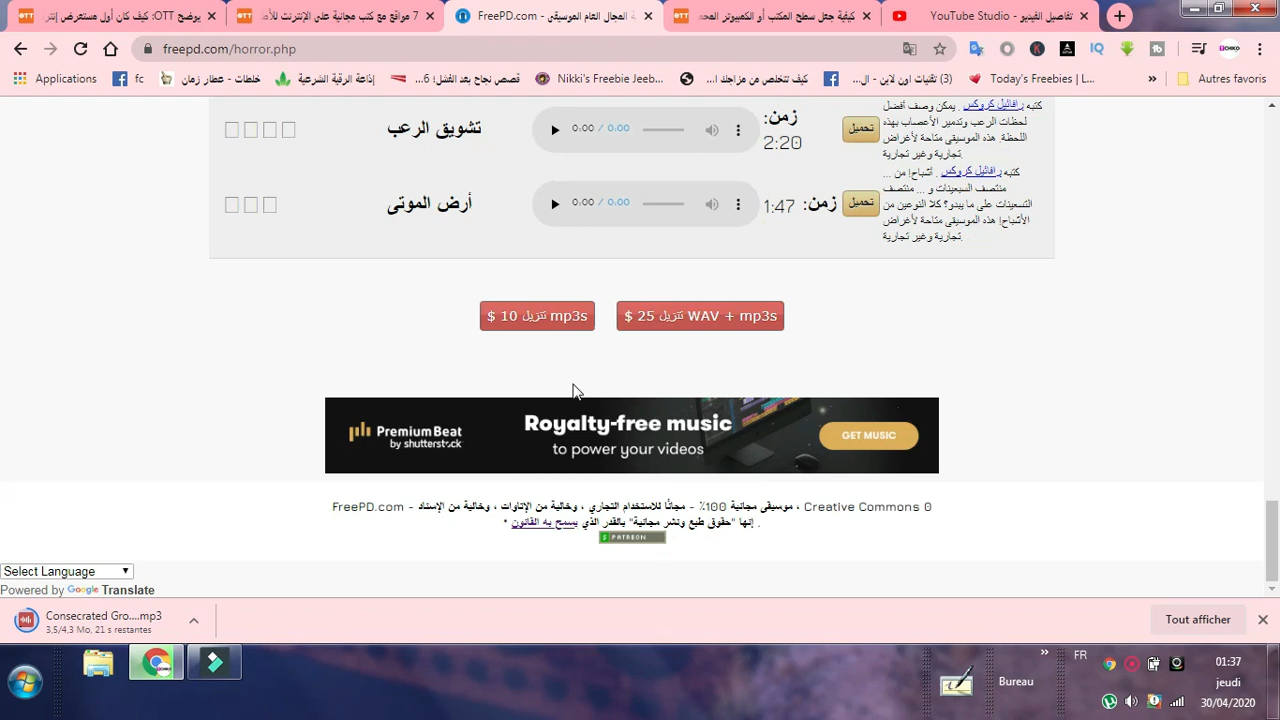 يوضح OTT: كيف كان أول مستعرض إنتر
7 مواقع مع كتب مجانية على الإنترنت للأط
FreePD.com - المجال العام الموسيقي
كيفية جعل سطح المكتب أو الكمبيوتر المحم
تفاصيل الفيديو - YouTube Studio
freepd.com/horror.php
Applications
fc
خلطات - عطار زمان
إذاعة الرقية الشرعية
قصص نجاح بعد الفشل! 6...
Nikki's Freebie Jeeb...
كيف تتخلص من مزاجك ا...
(3) تقنيات اون لاين - ال...
Today's Freebies | L...
»
Autres favoris
تشويق الرعب
0:00 / 0:00
زمن:
2:20
تحميل
كتبه رافائيل كروكس . يمكن وصف أفضل
لحظات الرعب وتدمير الأعصاب بهذه
اللحظة. هذه الموسيقى متاحة لأغراض
تجارية وغير تجارية.
أرض الموتى
0:00 / 0:00
زمن: 1:47
تحميل
كتبه رافائيل كروكس . أشباح! من ...
منتصف السبعينات و ... منتصف
التسعينات على ما يبدو؟ كلا النوعين من
الأشباح! هذه الموسيقى متاحة لأغراض
تجارية وغير تجارية.
$ 10 تنزيل mp3s
$ 25 تنزيل WAV + mp3s
PremiumBeat
by shutterstock
Royalty-free music
to power your videos
GET MUSIC
FreePD.com - موسيقى مجانية 100٪ - مجانًا للاستخدام التجاري ، وخالية من الإتاوات ، وخالية من الإسناد ، Creative Commons 0
. إنها "حقوق طبع ونشر مجانية" بالقدر الذي يسمح به القانون *
PATREON
Select Language
Powered by Google Translate
Consecrated Gro....mp3
3,5/4,3 Mo, 21 s restantes
Tout afficher
FR
Bureau
01:37
jeudi
30/04/2020